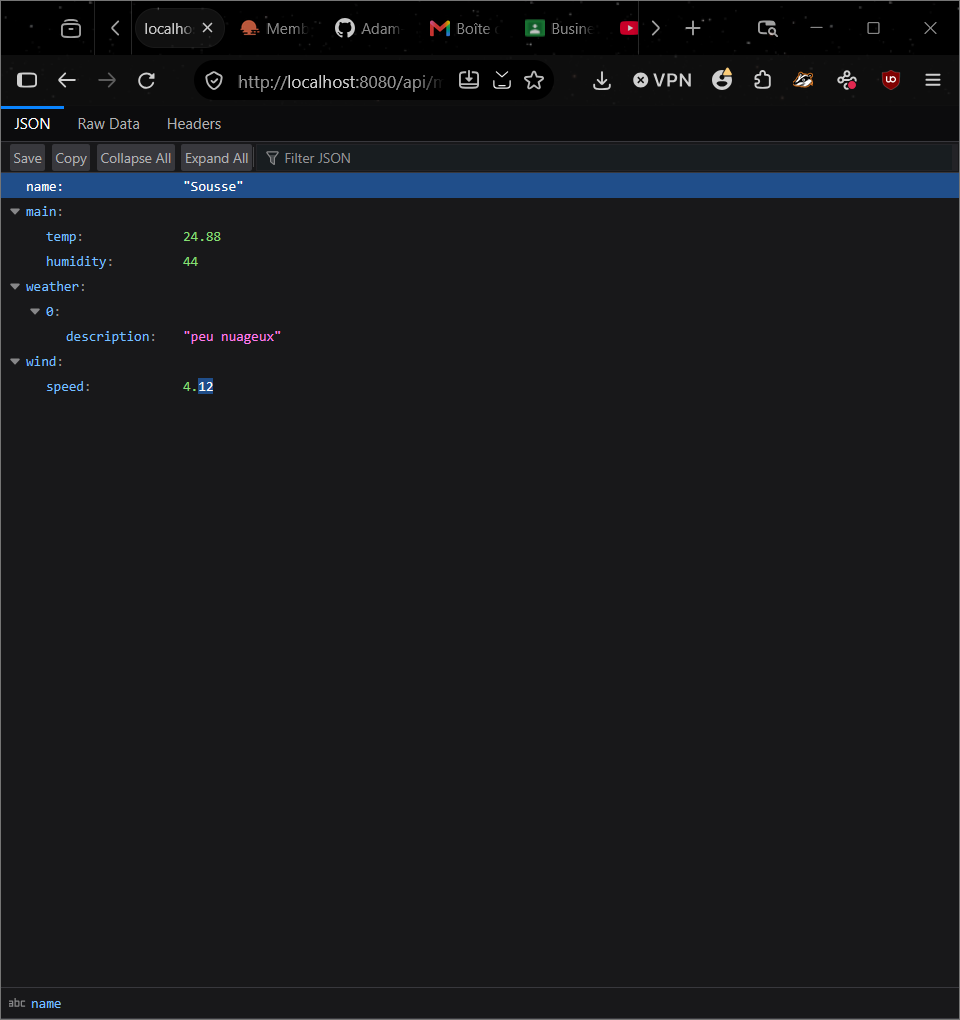 localho Memb Adam Boîte Busine
http://localhost:8080/api/m VPN
JSON Raw Data Headers
Save Copy Collapse All Expand All Filter JSON
name: "Sousse"
main:
temp: 24.88
humidity: 44
weather:
0:
description: "peu nuageux"
wind:
speed: 4.12
abc name